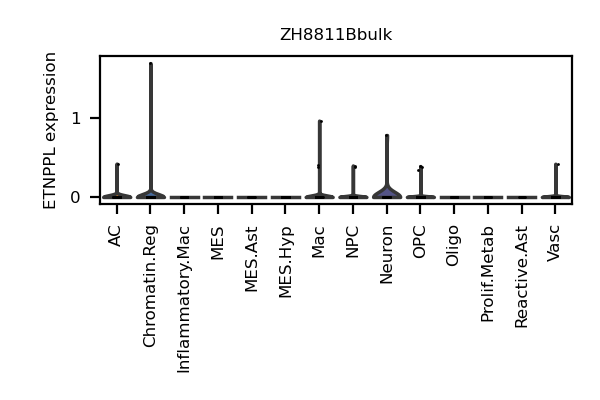 ZH8811Bbulk
ETNPPL expression
1
0
AC
Chromatin.Reg
Inflammatory.Mac
MES
MES.Ast
MES.Hyp
Mac
NPC
Neuron
OPC
Oligo
Prolif.Metab
Reactive.Ast
Vasc